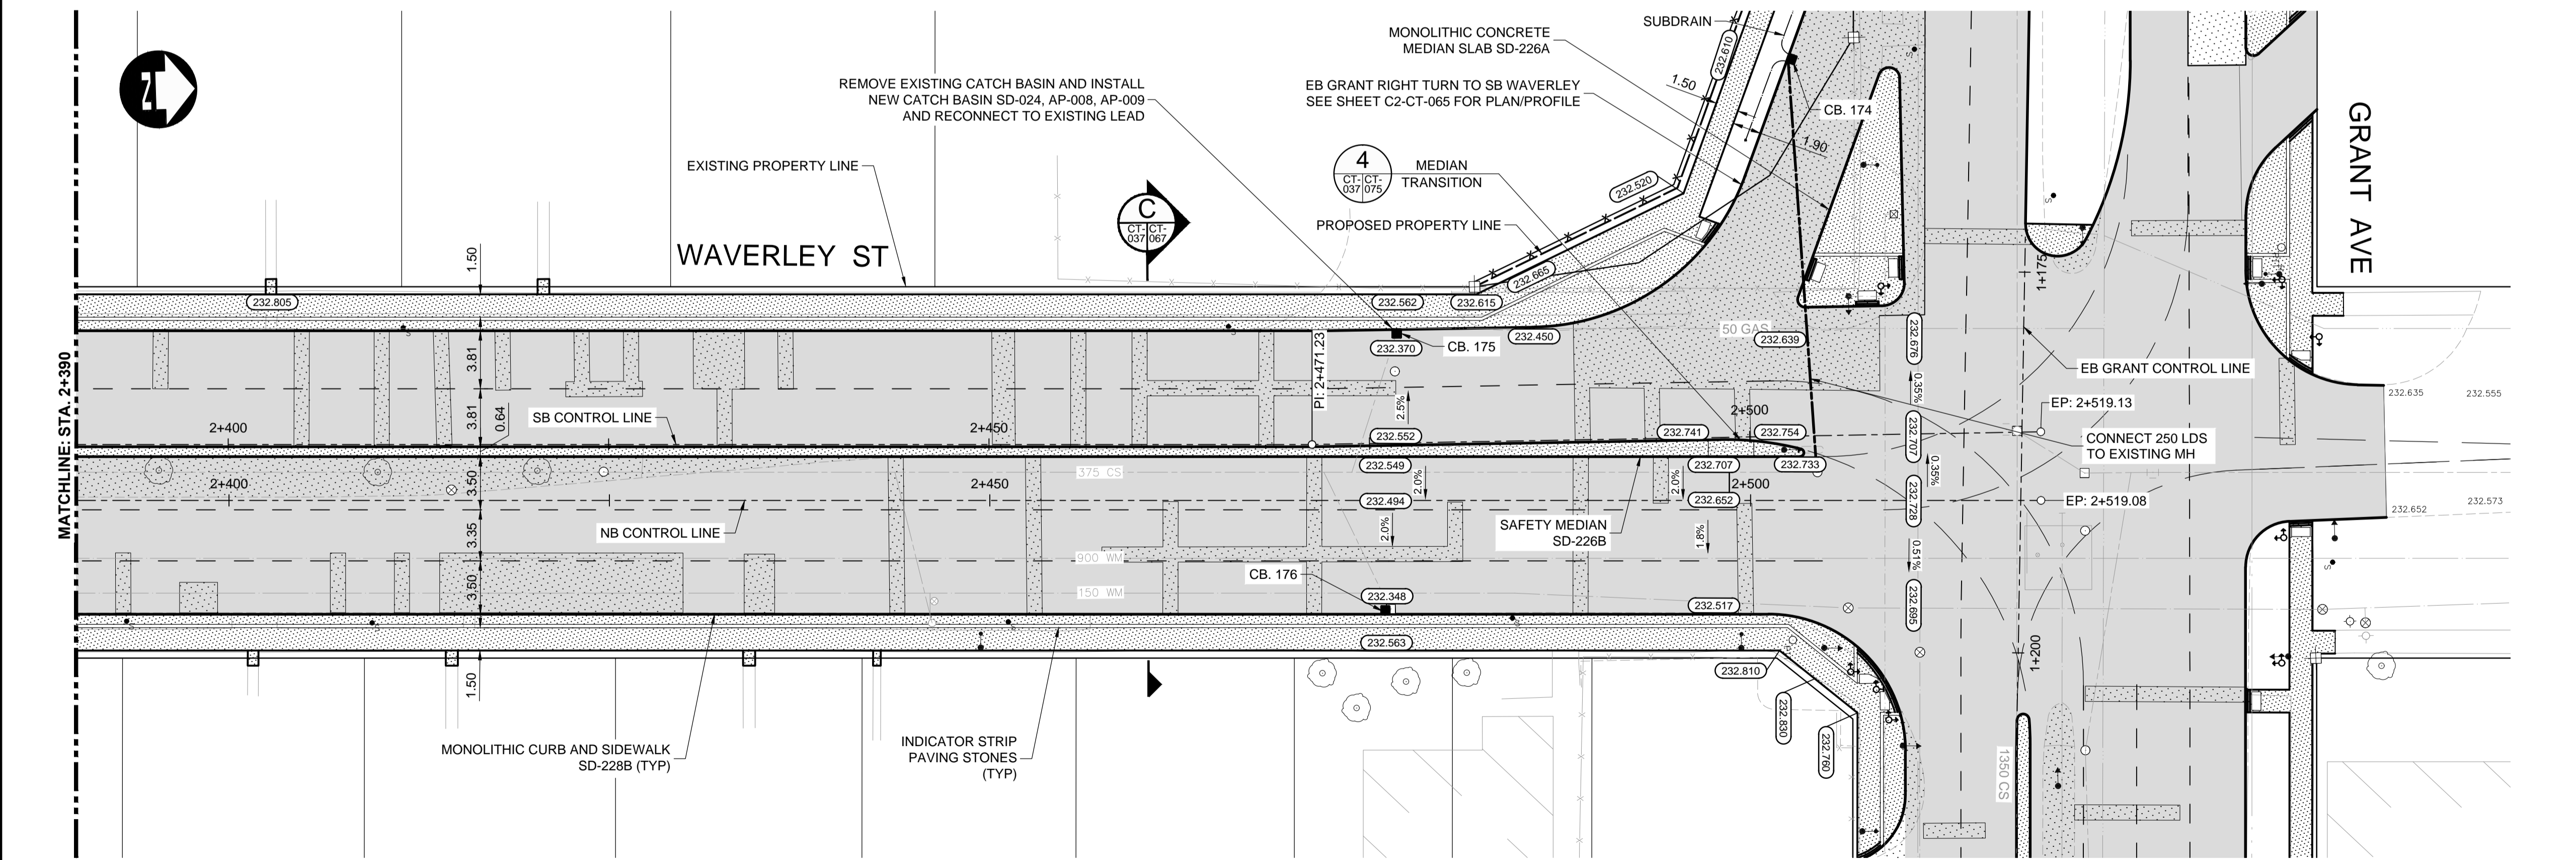 SUBDRAIN
MONOLITHIC CONCRETE
MEDIAN SLAB SD-226A
EB GRANT RIGHT TURN TO SB WAVERLEY
SEE SHEET C2-CT-065 FOR PLAN/PROFILE
REMOVE EXISTING CATCH BASIN AND INSTALL
NEW CATCH BASIN SD-024, AP-008, AP-009
AND RECONNECT TO EXISTING LEAD
N
232.610
1.50
CB. 174
1.90
GRANT AVE
4
CT-037
CT-075
MEDIAN
TRANSITION
EXISTING PROPERTY LINE
232.520
C
CT-037
CT-067
PROPOSED PROPERTY LINE
WAVERLEY ST
1.50
232.665
1+175
232.805
232.562
232.615
50 GAS
232.450
232.639
232.676
CB. 175
232.370
PI: 2+471.23
3.81
EB GRANT CONTROL LINE
0.35%
MATCHLINE: STA. 2+390
3.81
0.64
SB CONTROL LINE
2.5%
2+500
EP: 2+519.13
232.635
232.555
2+400
2+450
232.552
232.741
232.754
232.707
CONNECT 250 LDS
TO EXISTING MH
375 CS
232.549
232.707
232.733
0.35%
3.50
2+400
2+450
2.0%
2.0%
2+500
232.494
232.652
232.728
EP: 2+519.08
232.573
232.652
NB CONTROL LINE
3.35
2.0%
SAFETY MEDIAN
SD-226B
1.8%
0.51%
900 WM
CB. 176
3.50
150 WM
232.348
232.517
232.695
232.563
1.50
232.810
1+200
232.830
232.760
MONOLITHIC CURB AND SIDEWALK
SD-228B (TYP)
INDICATOR STRIP
PAVING STONES
(TYP)
1350 CS